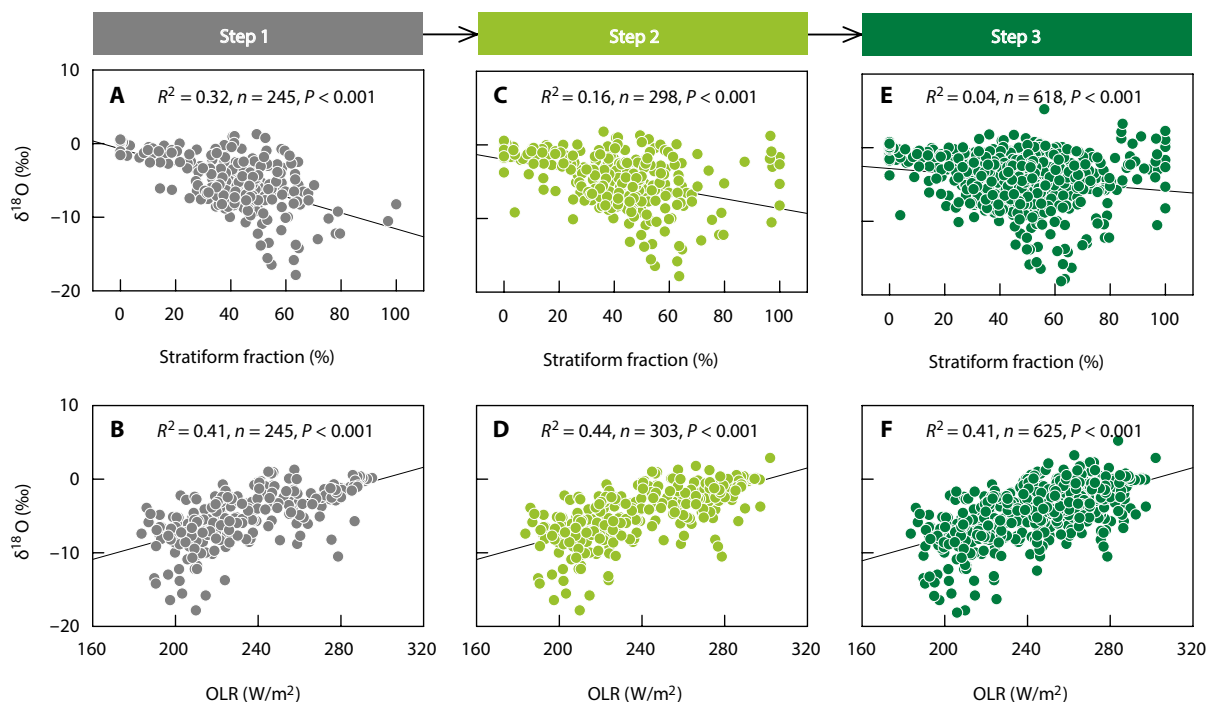 Step 1
Step 2
Step 3
A
R² = 0.32, n = 245, P < 0.001
C
R² = 0.16, n = 298, P < 0.001
E
R² = 0.04, n = 618, P < 0.001
10
0
−10
−20
δ¹⁸O (‰)
0 20 40 60 80 100
0 20 40 60 80 100
0 20 40 60 80 100
Stratiform fraction (%)
Stratiform fraction (%)
Stratiform fraction (%)
B
R² = 0.41, n = 245, P < 0.001
D
R² = 0.44, n = 303, P < 0.001
F
R² = 0.41, n = 625, P < 0.001
10
0
−10
−20
δ¹⁸O (‰)
160 200 240 280 320
160 200 240 280 320
160 200 240 280 320
OLR (W/m²)
OLR (W/m²)
OLR (W/m²)